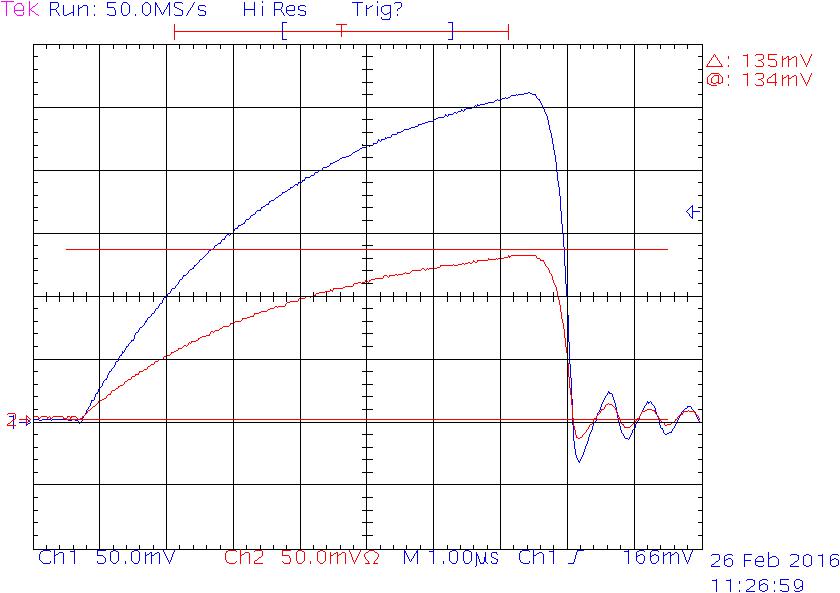 Tek Run: 50.0MS/s Hi Res Trig?
T
Δ: 135mV
@: 134mV
Ch1 50.0mV Ch2 50.0mVΩ M 1.00µs Ch1 ƒ 166mV
26 Feb 2016
11:26:59